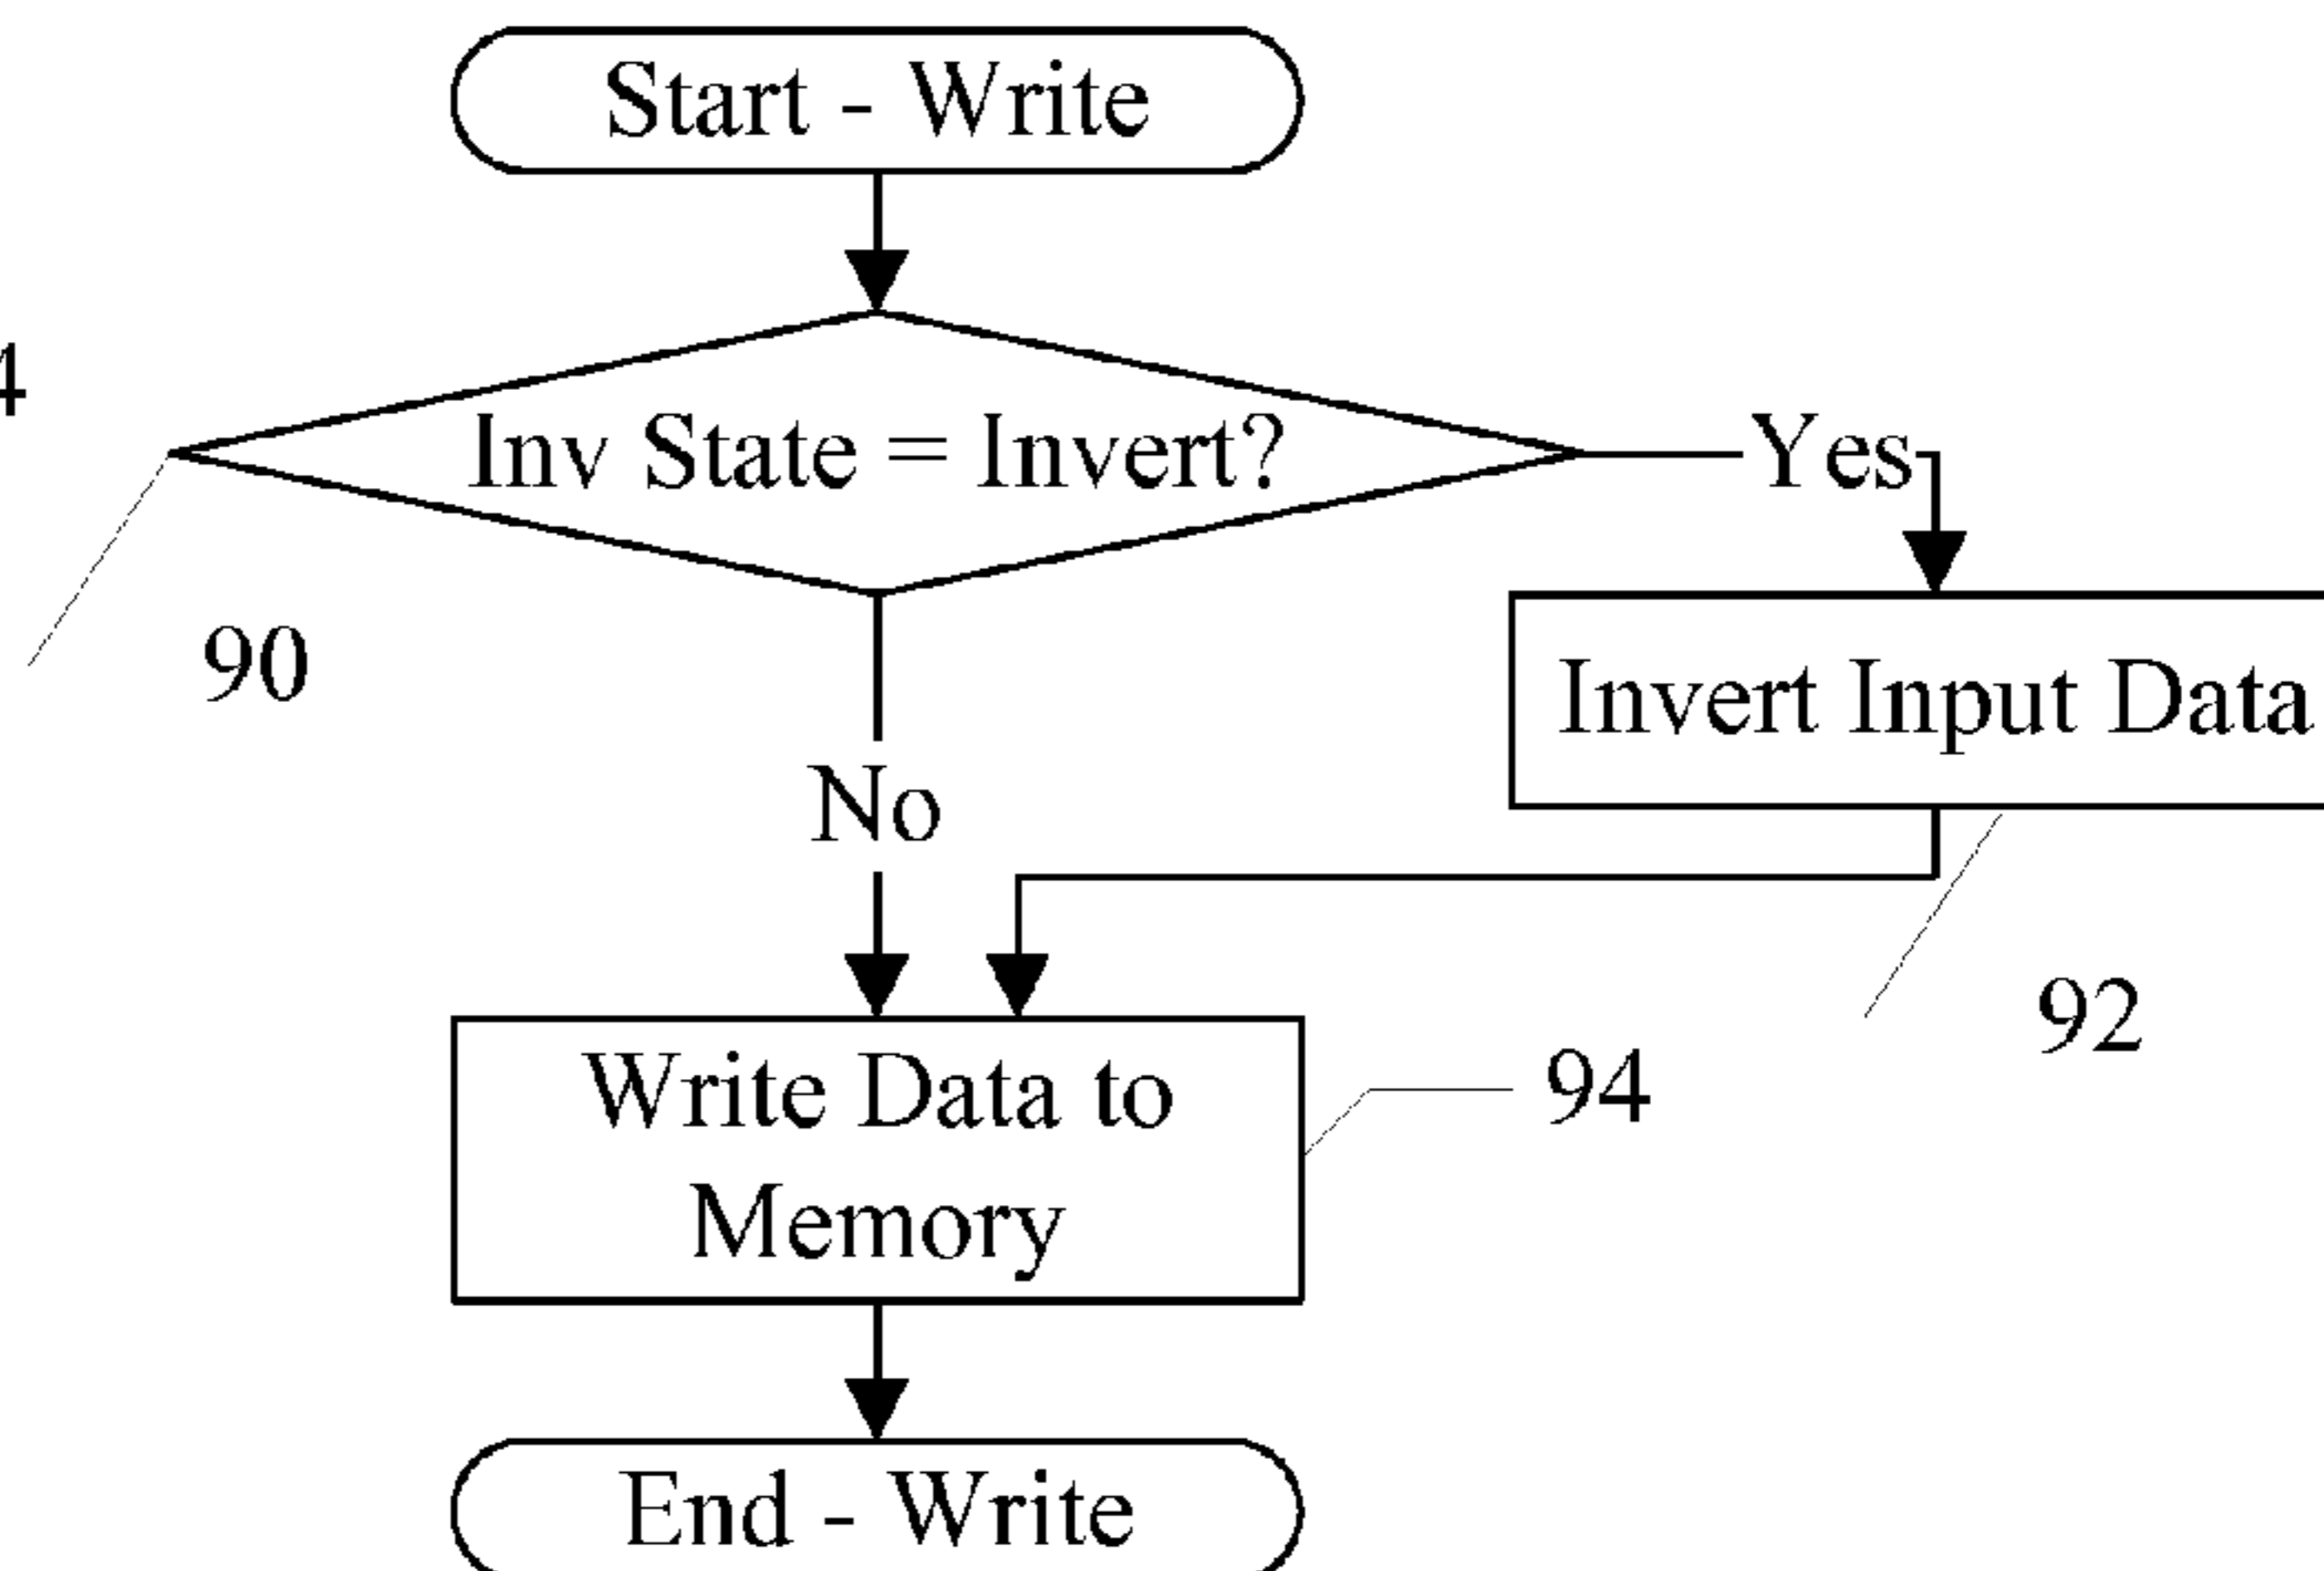 Start - Write
4
Inv State = Invert?
Yes
90
Invert Input Data
No
92
94
Write Data to
Memory
End - Write